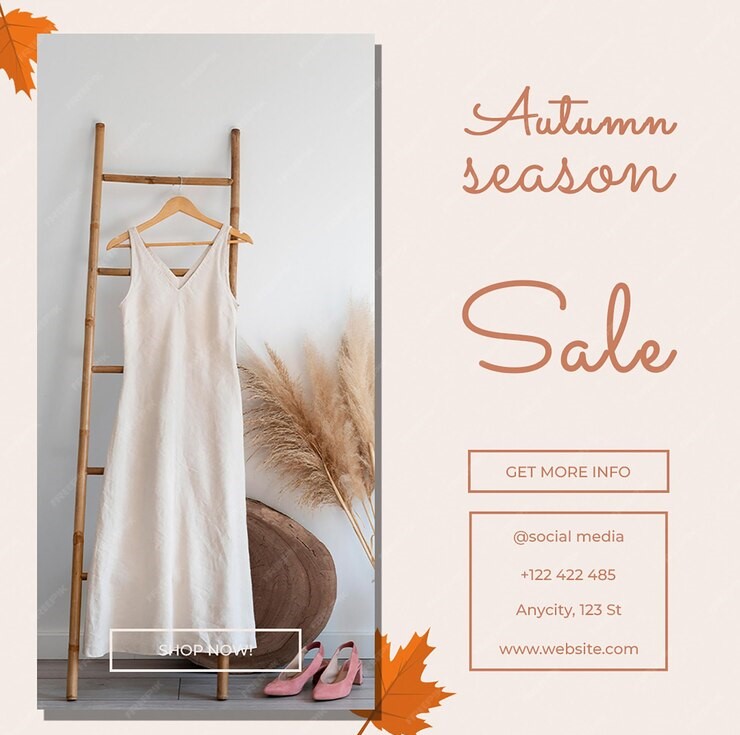 Autumn
season
Sale
GET MORE INFO
@social media
+122 422 485
Anycity, 123 St
www.website.com
SHOP NOW!